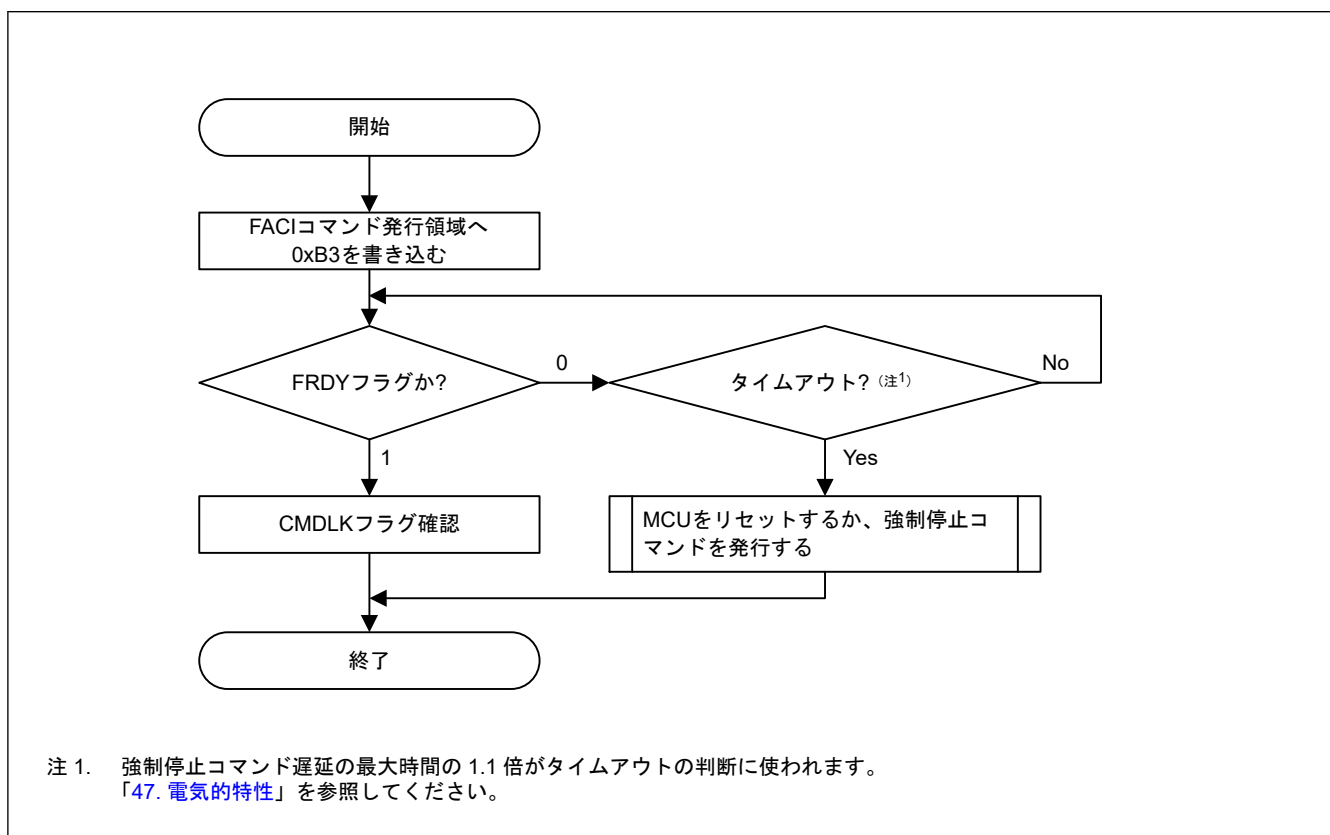 開始
FACIコマンド発行領域へ
0xB3を書き込む
FRDYフラグか?
0
タイムアウト?(注1)
No
1
Yes
CMDLKフラグ確認
MCUをリセットするか、強制停止コ
マンドを発行する
終了
注 1. 強制停止コマンド遅延の最大時間の 1.1 倍がタイムアウトの判断に使われます。
「47. 電気的特性」を参照してください。